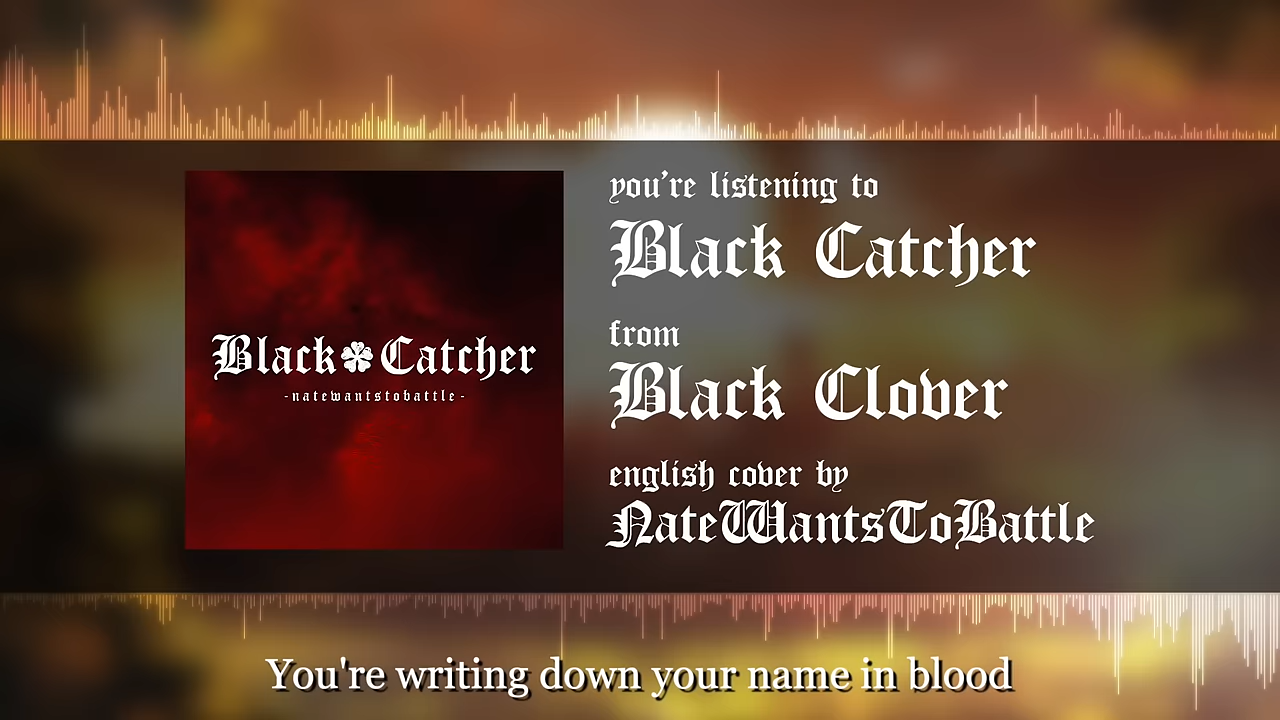 Black Catcher
-natewantstobattle-
you're listening to
Black Catcher
from
Black Clover
english cover by
NateWantsToBattle
You're writing down your name in blood